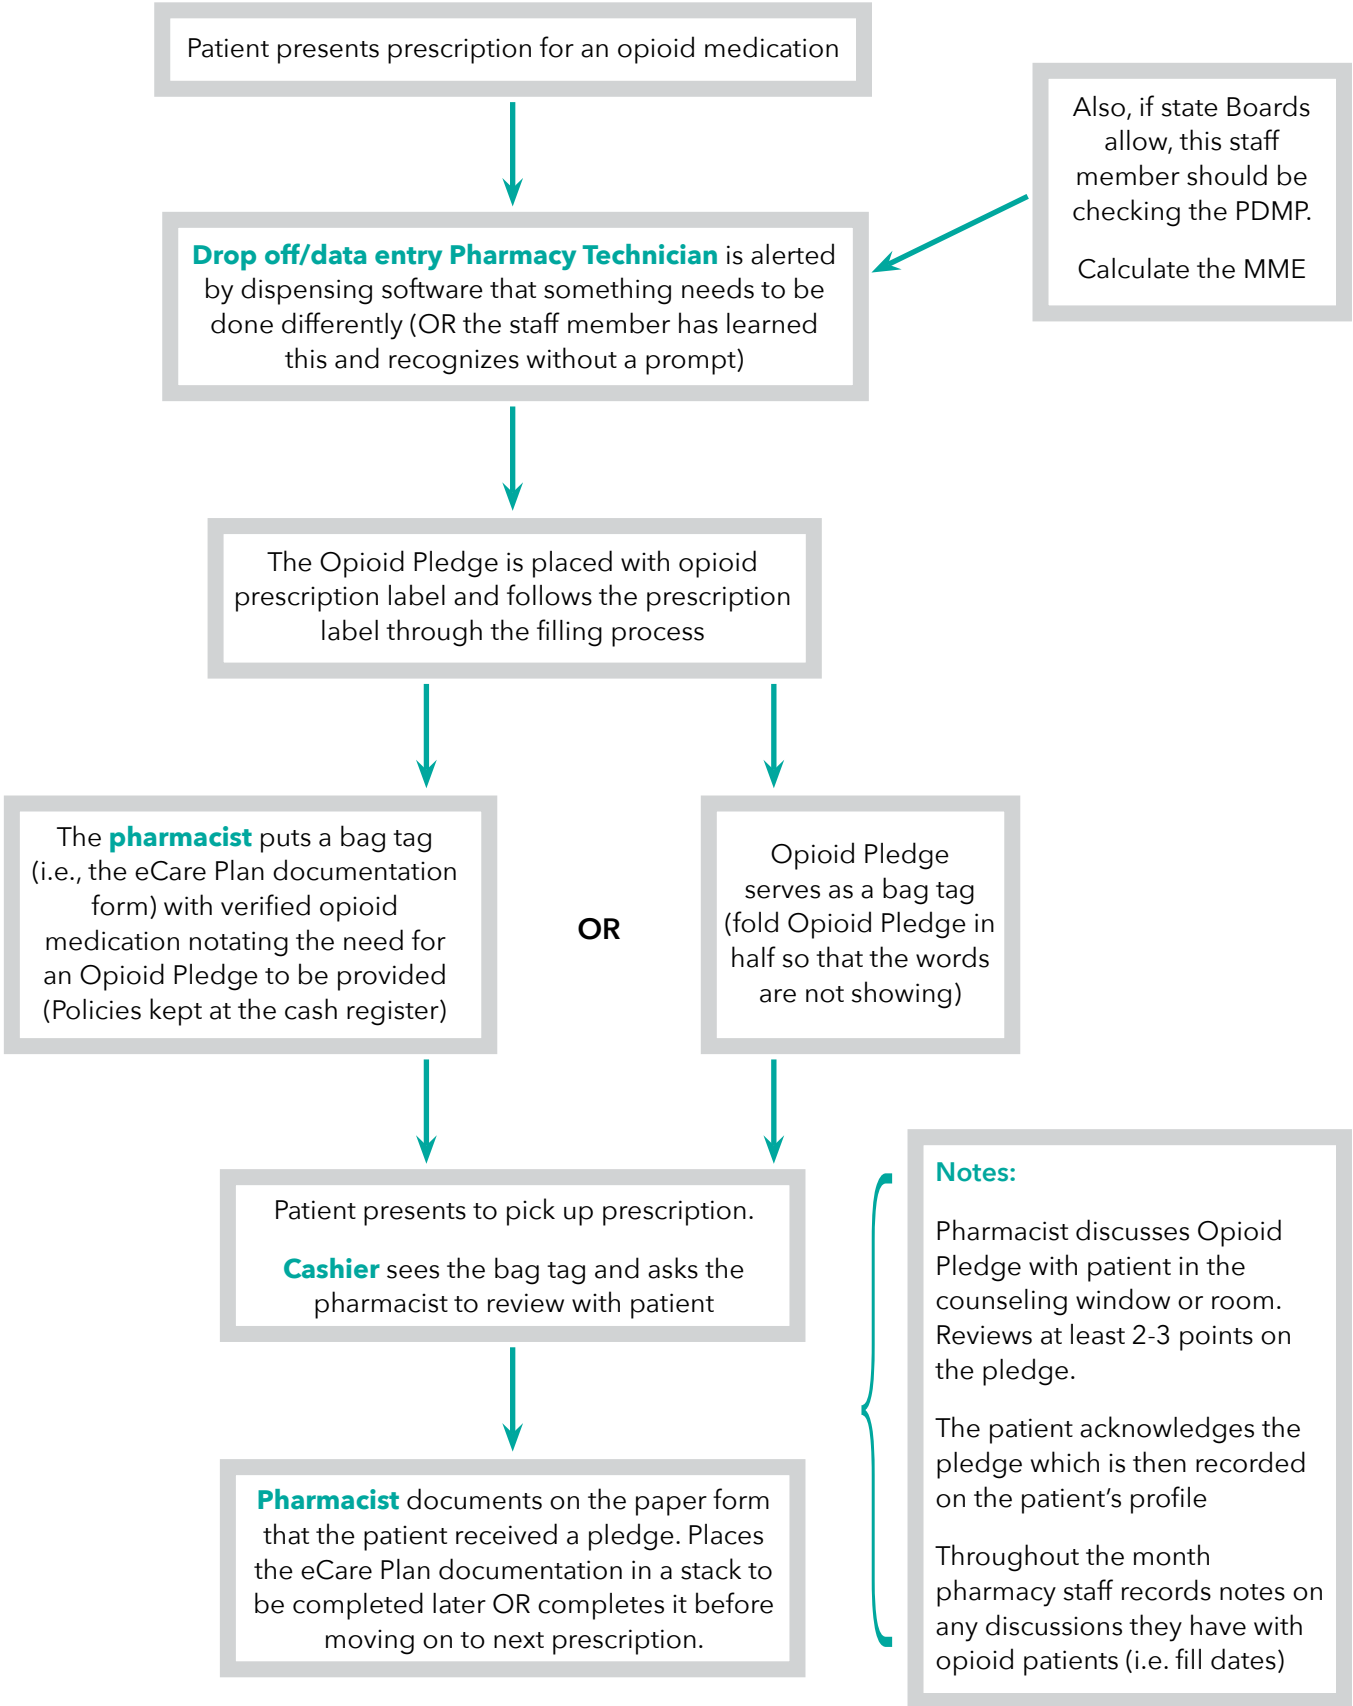 Patient presents prescription for an opioid medication
Also, if state Boards
allow, this staff
member should be
checking the PDMP.
Calculate the MME
Drop off/data entry Pharmacy Technician is alerted
by dispensing software that something needs to be
done differently (OR the staff member has learned
this and recognizes without a prompt)
The Opioid Pledge is placed with opioid
prescription label and follows the prescription
label through the filling process
The pharmacist puts a bag tag
(i.e., the eCare Plan documentation
form) with verified opioid
medication notating the need for
an Opioid Pledge to be provided
(Policies kept at the cash register)
OR
Opioid Pledge
serves as a bag tag
(fold Opioid Pledge in
half so that the words
are not showing)
Patient presents to pick up prescription.
Cashier sees the bag tag and asks the
pharmacist to review with patient
Pharmacist documents on the paper form
that the patient received a pledge. Places
the eCare Plan documentation in a stack to
be completed later OR completes it before
moving on to next prescription.
Notes:
Pharmacist discusses Opioid
Pledge with patient in the
counseling window or room.
Reviews at least 2-3 points on
the pledge.
The patient acknowledges the
pledge which is then recorded
on the patient’s profile
Throughout the month
pharmacy staff records notes on
any discussions they have with
opioid patients (i.e. fill dates)